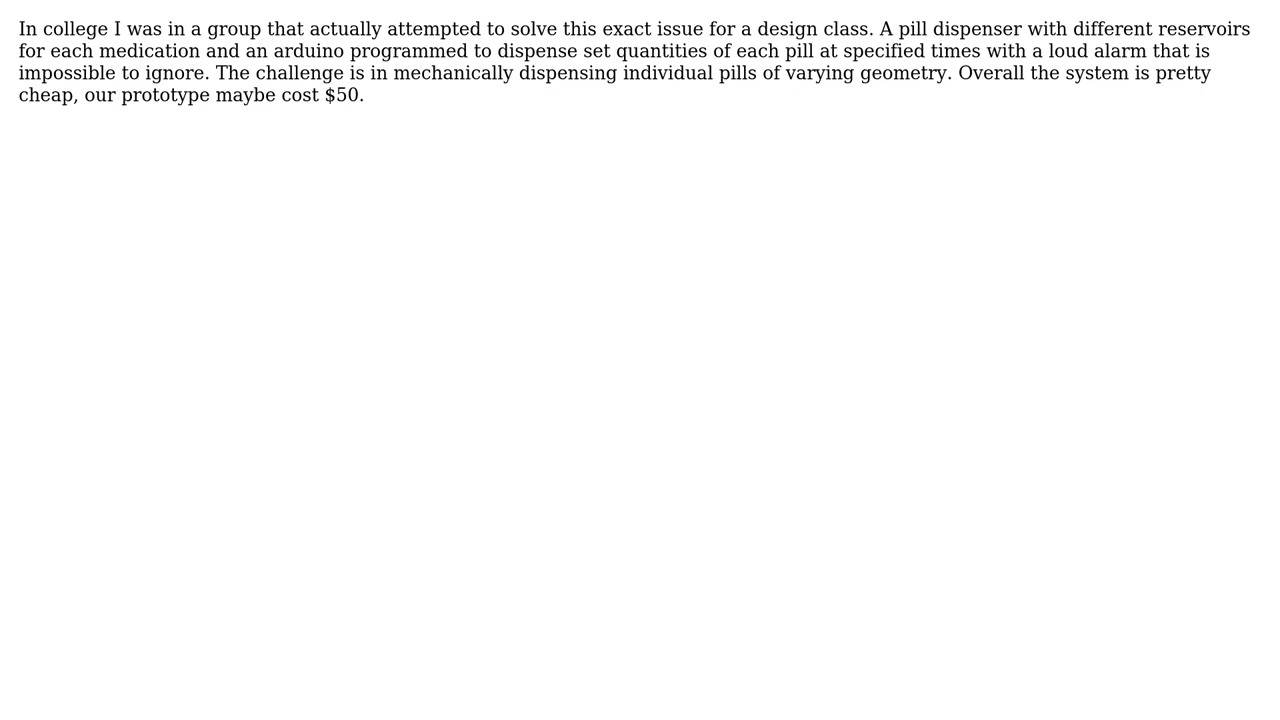 In college I was in a group that actually attempted to solve this exact issue for a design class. A pill dispenser with different reservoirs
for each medication and an arduino programmed to dispense set quantities of each pill at specified times with a loud alarm that is
impossible to ignore. The challenge is in mechanically dispensing individual pills of varying geometry. Overall the system is pretty
cheap, our prototype maybe cost $50.